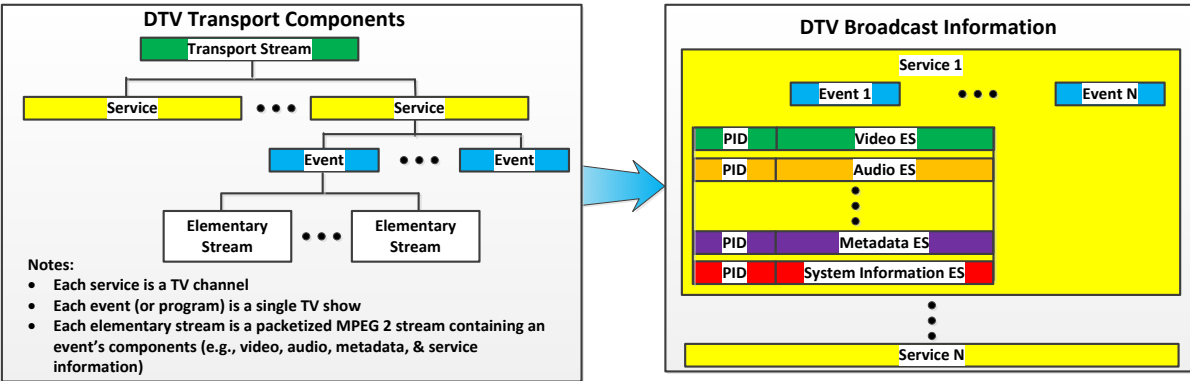 DTV Transport Components
Transport Stream
Service
Service
Event
Event
Elementary
Stream
Elementary
Stream
Notes:
• Each service is a TV channel
• Each event (or program) is a single TV show
• Each elementary stream is a packetized MPEG 2 stream containing an
event's components (e.g., video, audio, metadata, & service
information)
DTV Broadcast Information
Service 1
Event 1
Event N
PID Video ES
PID Audio ES
PID Metadata ES
PID System Information ES
Service N